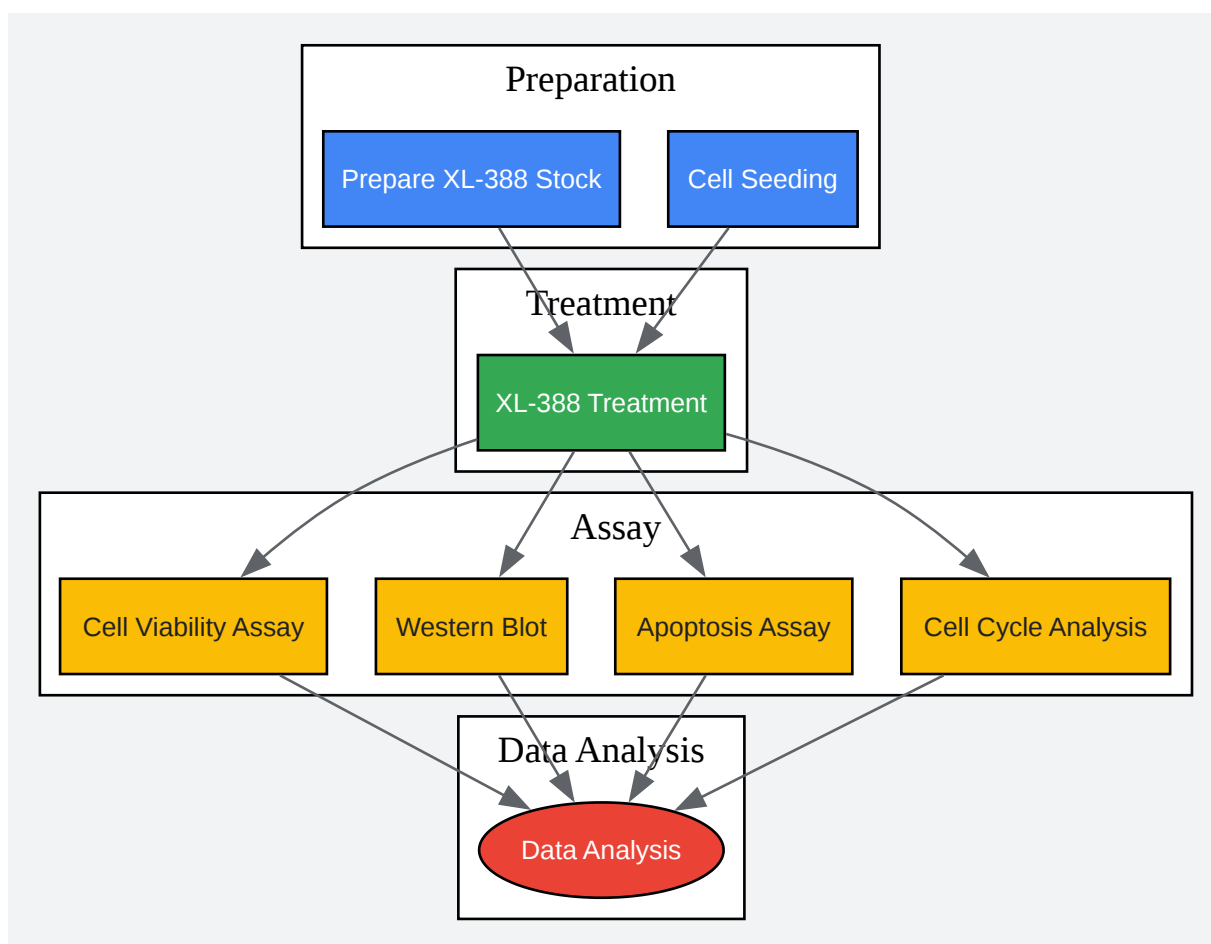 Preparation
Prepare XL-388 Stock
Cell Seeding
Treatment
XL-388 Treatment
Assay
Cell Viability Assay
Western Blot
Apoptosis Assay
Cell Cycle Analysis
Data Analysis
Data Analysis